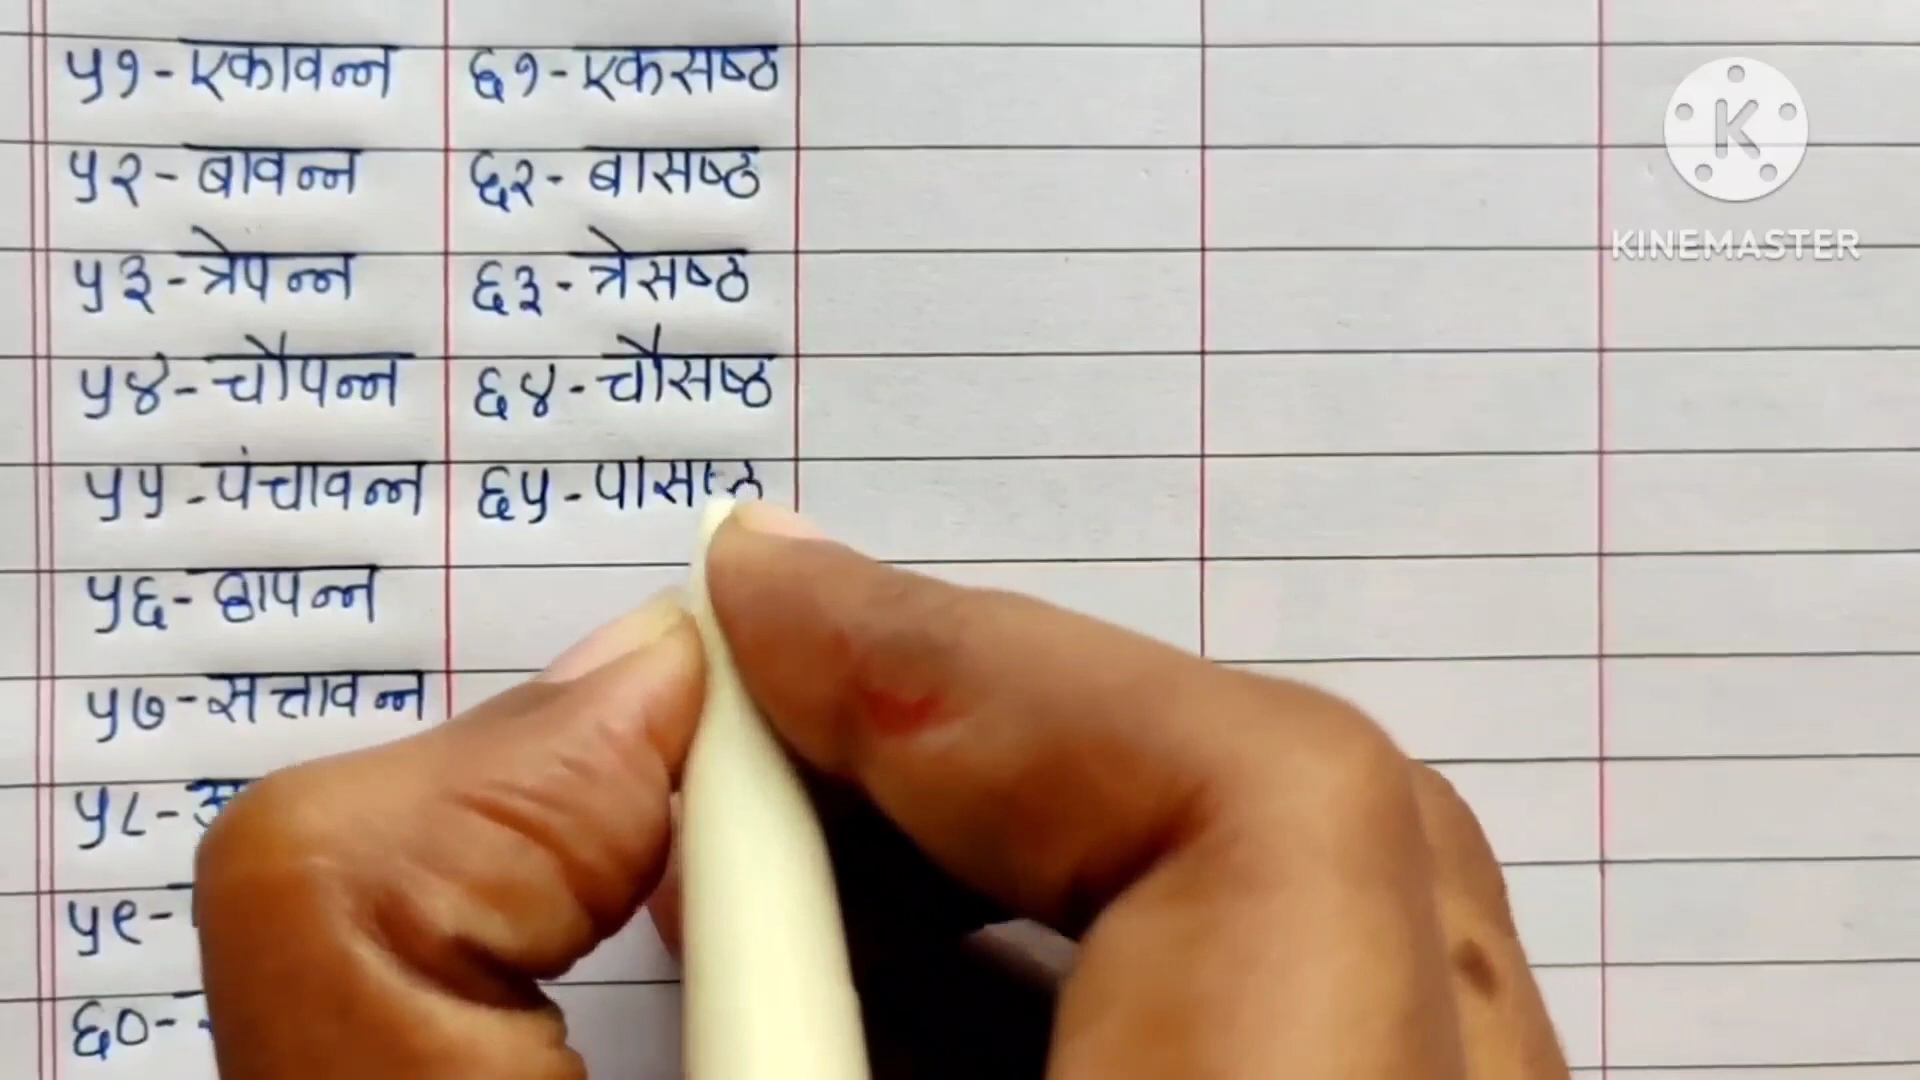 ५१-एकावन्न
५२-बावन्न
५३-त्रेपन्न
५४-चौपन्न
५५-पंचावन्न
५६-छापन्न
५७-सत्तावन्न
५८-
५९-
६०-
६१-एकसष्ठ
६२-बासष्ठ
६३-त्रेसष्ठ
६४-चौसष्ठ
६५-
K
KINEMASTER